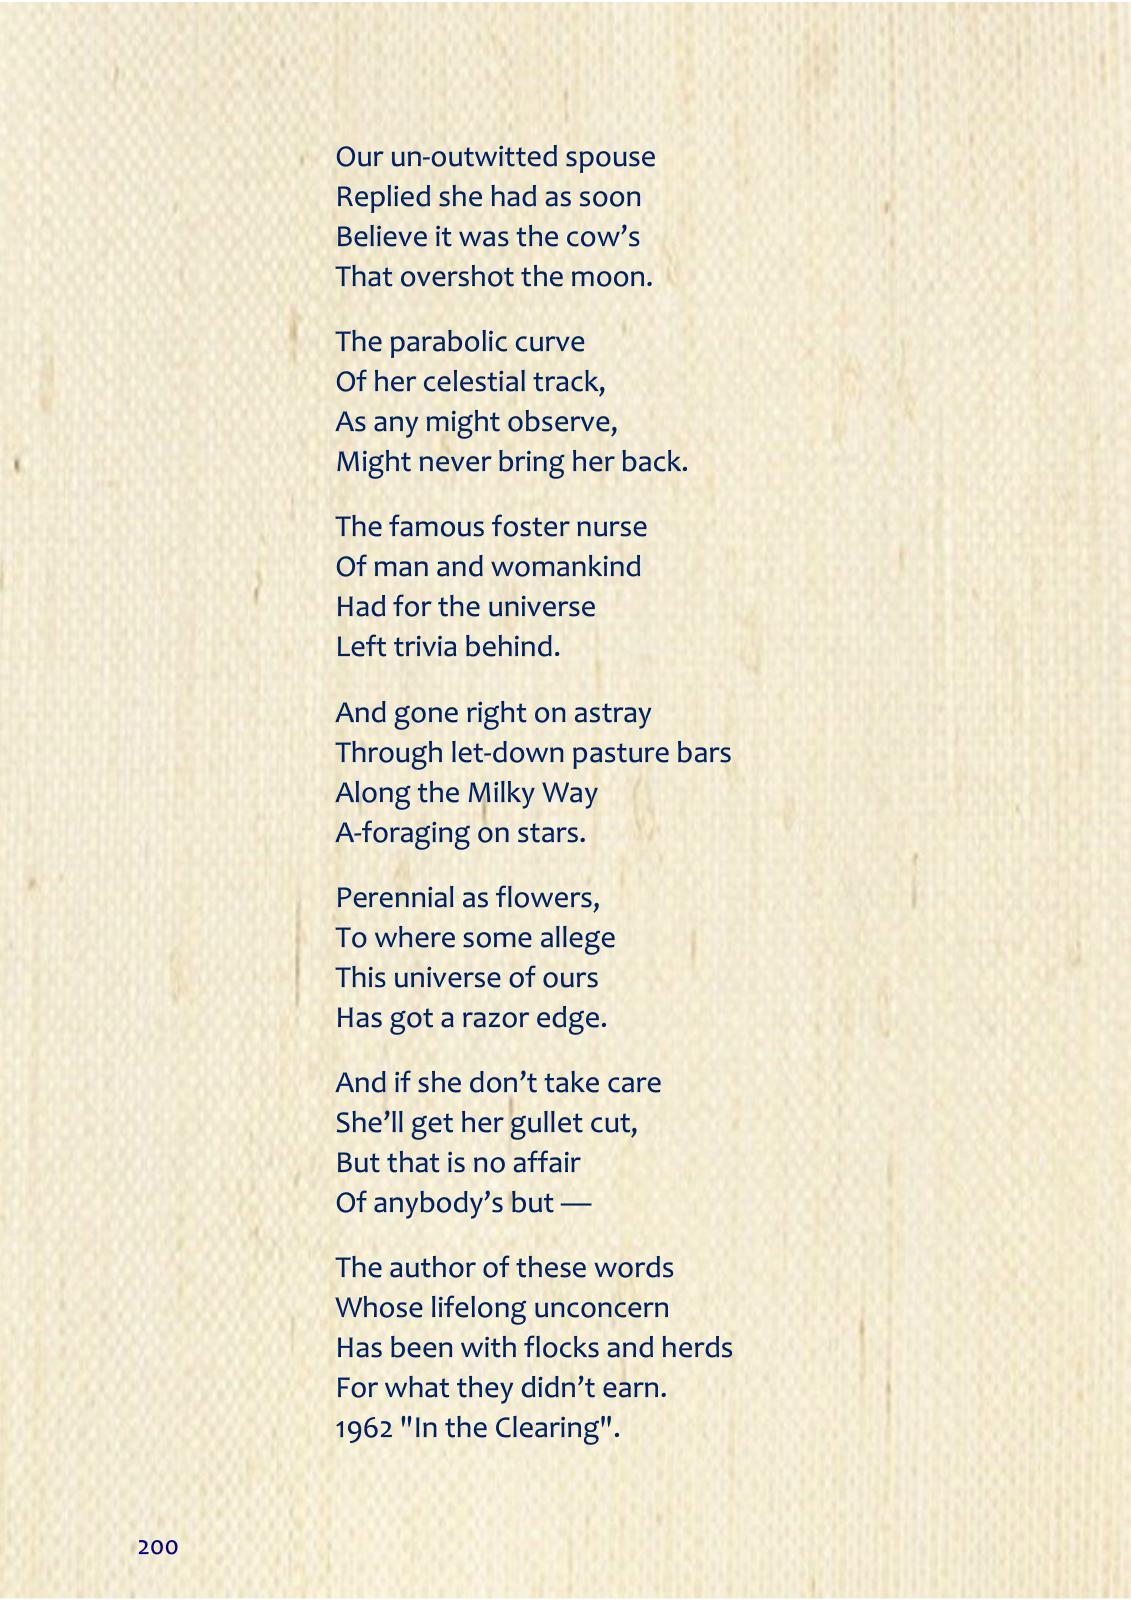 Our un-outwitted spouse
Replied she had as soon
Believe it was the cow’s
That overshot the moon.
The parabolic curve
Of her celestial track,
As any might observe,
Might never bring her back.
The famous foster nurse
Of man and womankind
Had for the universe
Left trivia behind.
And gone right on astray
Through let-down pasture bars
Along the Milky Way
A-foraging on stars.
Perennial as flowers,
To where some allege
This universe of ours
Has got a razor edge.
And if she don’t take care
She’ll get her gullet cut,
But that is no affair
Of anybody’s but —
The author of these words
Whose lifelong unconcern
Has been with flocks and herds
For what they didn’t earn.
1962 "In the Clearing".
200